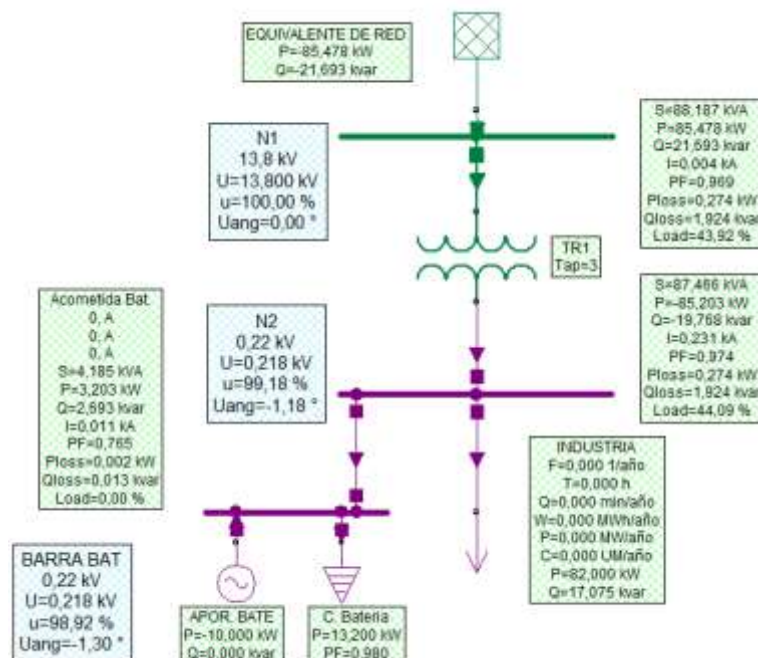 EQUIVALENTE DE RED
P=-85,478 kW
Q=-21,693 kvar
N1
13,8 kV
U=13,800 kV
u=100,00 %
Uang=0,00 °
S=88,187 kVA
P=85,478 kW
Q=21,693 kvar
I=0,004 kA
PF=0,969
Ploss=0,274 kW
Qloss=1,924 kvar
Load=43,92 %
TR1
Tap=3
Acometida Bat.
0, A
0, A
0, A
S=4,185 kVA
P=3,203 kW
Q=2,693 kvar
I=0,011 kA
PF=0,765
Ploss=0,002 kW
Qloss=0,013 kvar
Load=0,00 %
N2
0,22 kV
U=0,218 kV
u=99,18 %
Uang=-1,18 °
S=87,466 kVA
P=-85,203 kW
Q=-19,768 kvar
I=0,231 kA
PF=0,974
Ploss=0,274 kW
Qloss=1,924 kvar
Load=44,09 %
INDUSTRIA
F=0,000 1/año
T=0,000 h
Q=0,000 min/año
W=0,000 MWh/año
P=0,000 MW/año
C=0,000 UM/año
P=82,000 kW
Q=17,075 kvar
BARRA BAT
0,22 kV
U=0,218 kV
u=98,92 %
Uang=-1,30 °
APOR. BATE
P=-10,000 kW
Q=0,000 kvar
C. Bateria
P=13,200 kW
PF=0,980